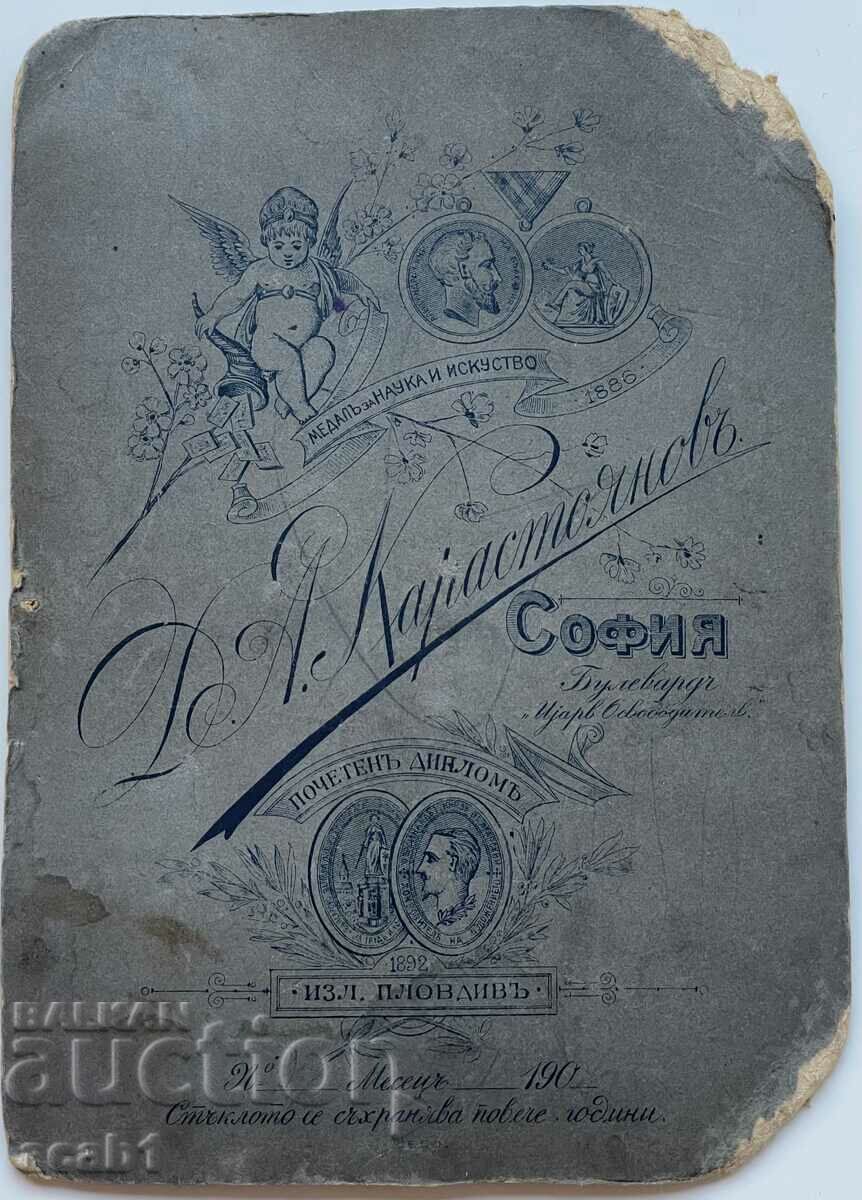 МЕДАЛЪ за НАУКА И ИСКУСТВО
1886.
Д. А. Карастояновъ.
СОФИЯ
Булевардъ
„Царь Освободитель."
ПОЧЕТЕНЪ ДИПЛОМЪ
1892
· ИЗЛ. ПЛОВДИВЪ ·
№ Месецъ 190
Стъклото се съхранява повече години.
BALKAN
auction
acab1